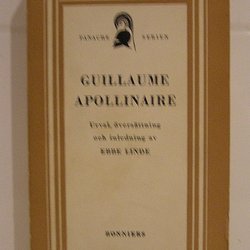 PANACHE SERIEN
GUILLAUME
APOLLINAIRE
Urval, översättning
och inledning av
EBBE LINDE
BONNIERS